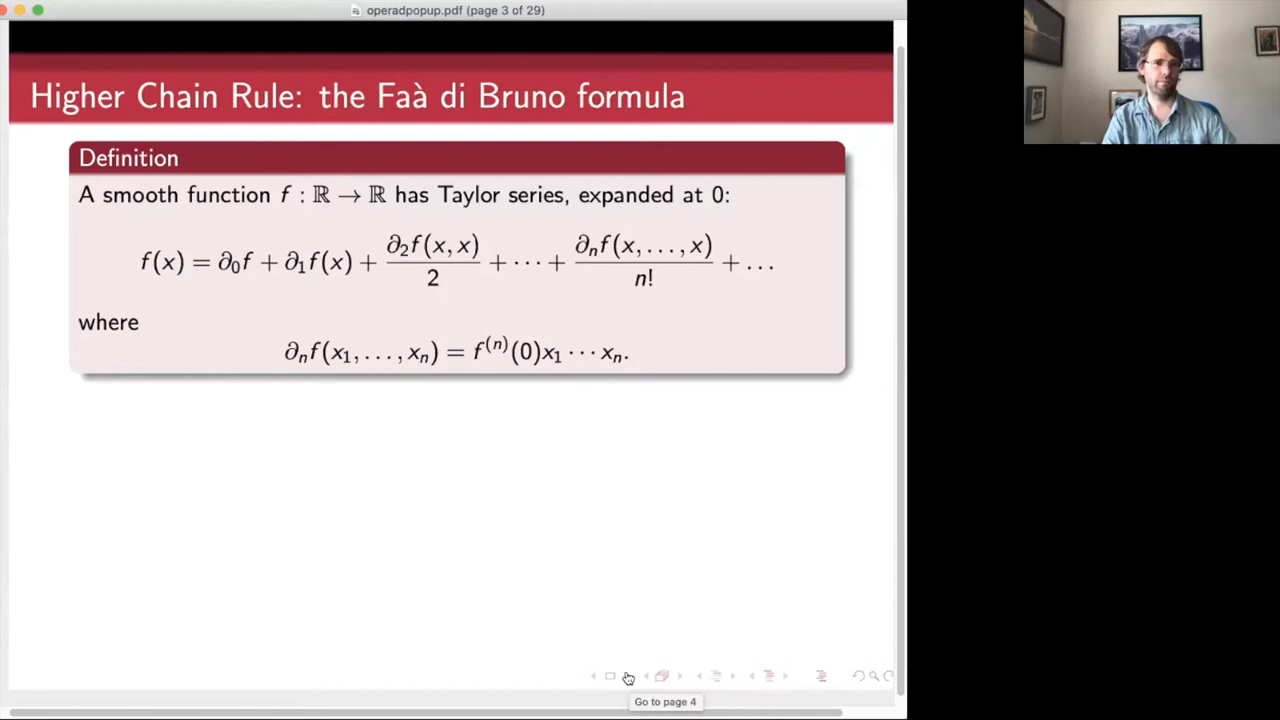 operadpopup.pdf (page 3 of 29)
Higher Chain Rule: the Faà di Bruno formula
Definition
A smooth function f : ℝ → ℝ has Taylor series, expanded at 0:
f(x) = ∂₀f + ∂₁f(x) + ∂₂f(x, x)/2 + ··· + ∂ₙf(x, . . . , x)/n! + . . .
where
∂ₙf(x₁, . . . , xₙ) = f⁽ⁿ⁾(0)x₁ ··· xₙ.
Go to page 4